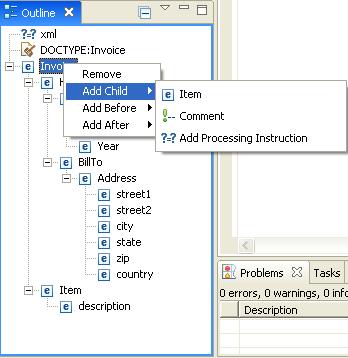 Outline
xml
DOCTYPE:Invoice
Invoi
H
Remove
Add Child
Add Before
Add After
Item
Comment
Add Processing Instruction
Year
BillTo
Address
street1
street2
city
state
zip
country
Item
description
Problems
Tasks
0 errors, 0 warnings, 0 info
Description